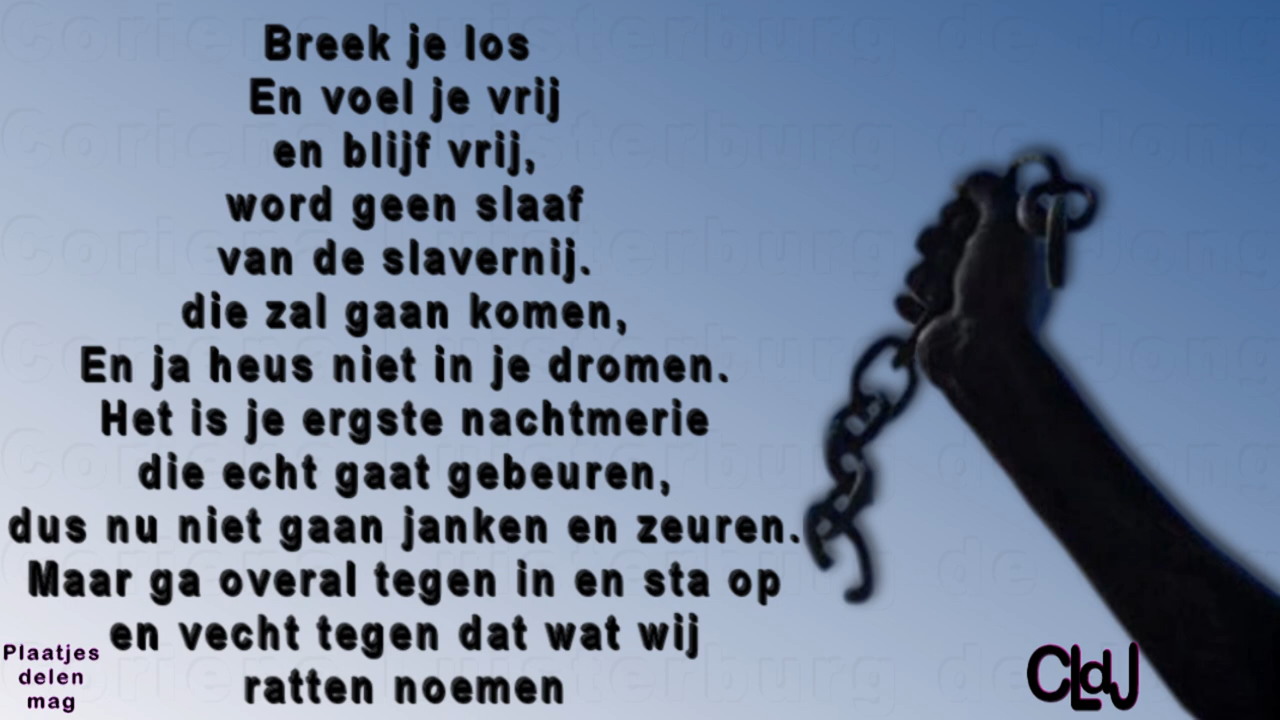 Breek je los
En voel je vrij
en blijf vrij,
word geen slaaf
van de slavernij.
die zal gaan komen,
En ja heus niet in je dromen.
Het is je ergste nachtmerie
die echt gaat gebeuren,
dus nu niet gaan janken en zeuren.
Maar ga overal tegen in en sta op
en vecht tegen dat wat wij
ratten noemen
Plaatjes
delen
mag
CLdJ